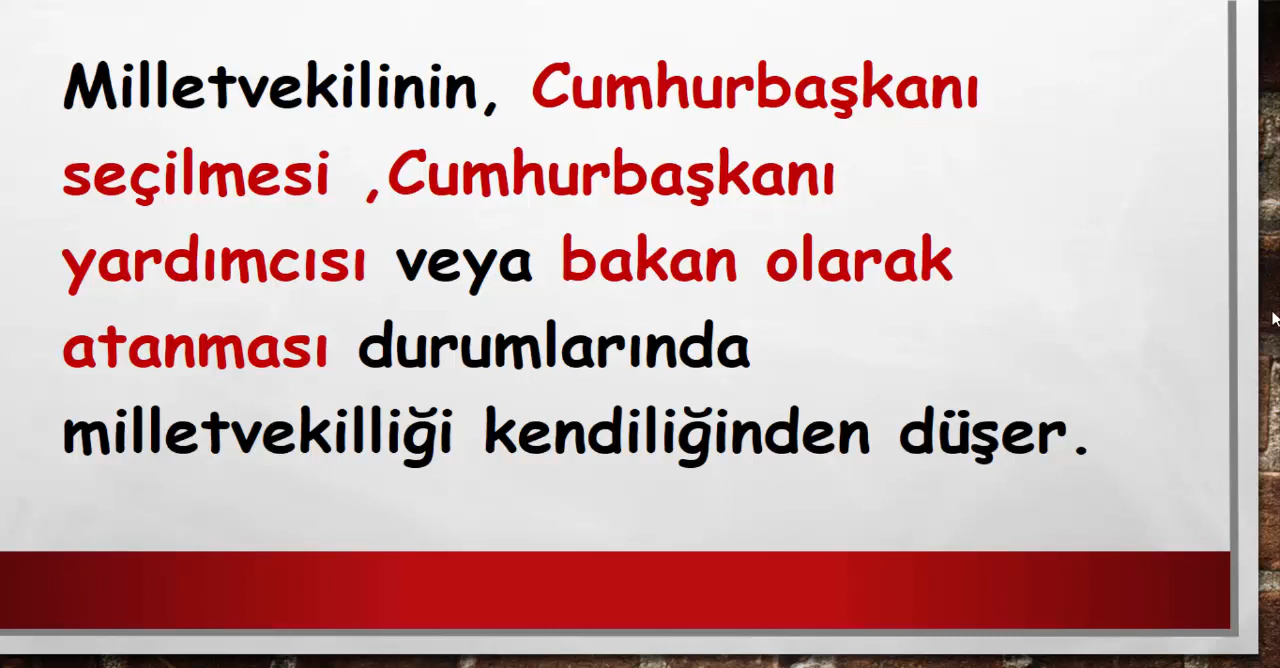 Milletvekilinin, Cumhurbaşkanı
seçilmesi ,Cumhurbaşkanı
yardımcısı veya bakan olarak
atanması durumlarında
milletvekilliği kendiliğinden düşer.